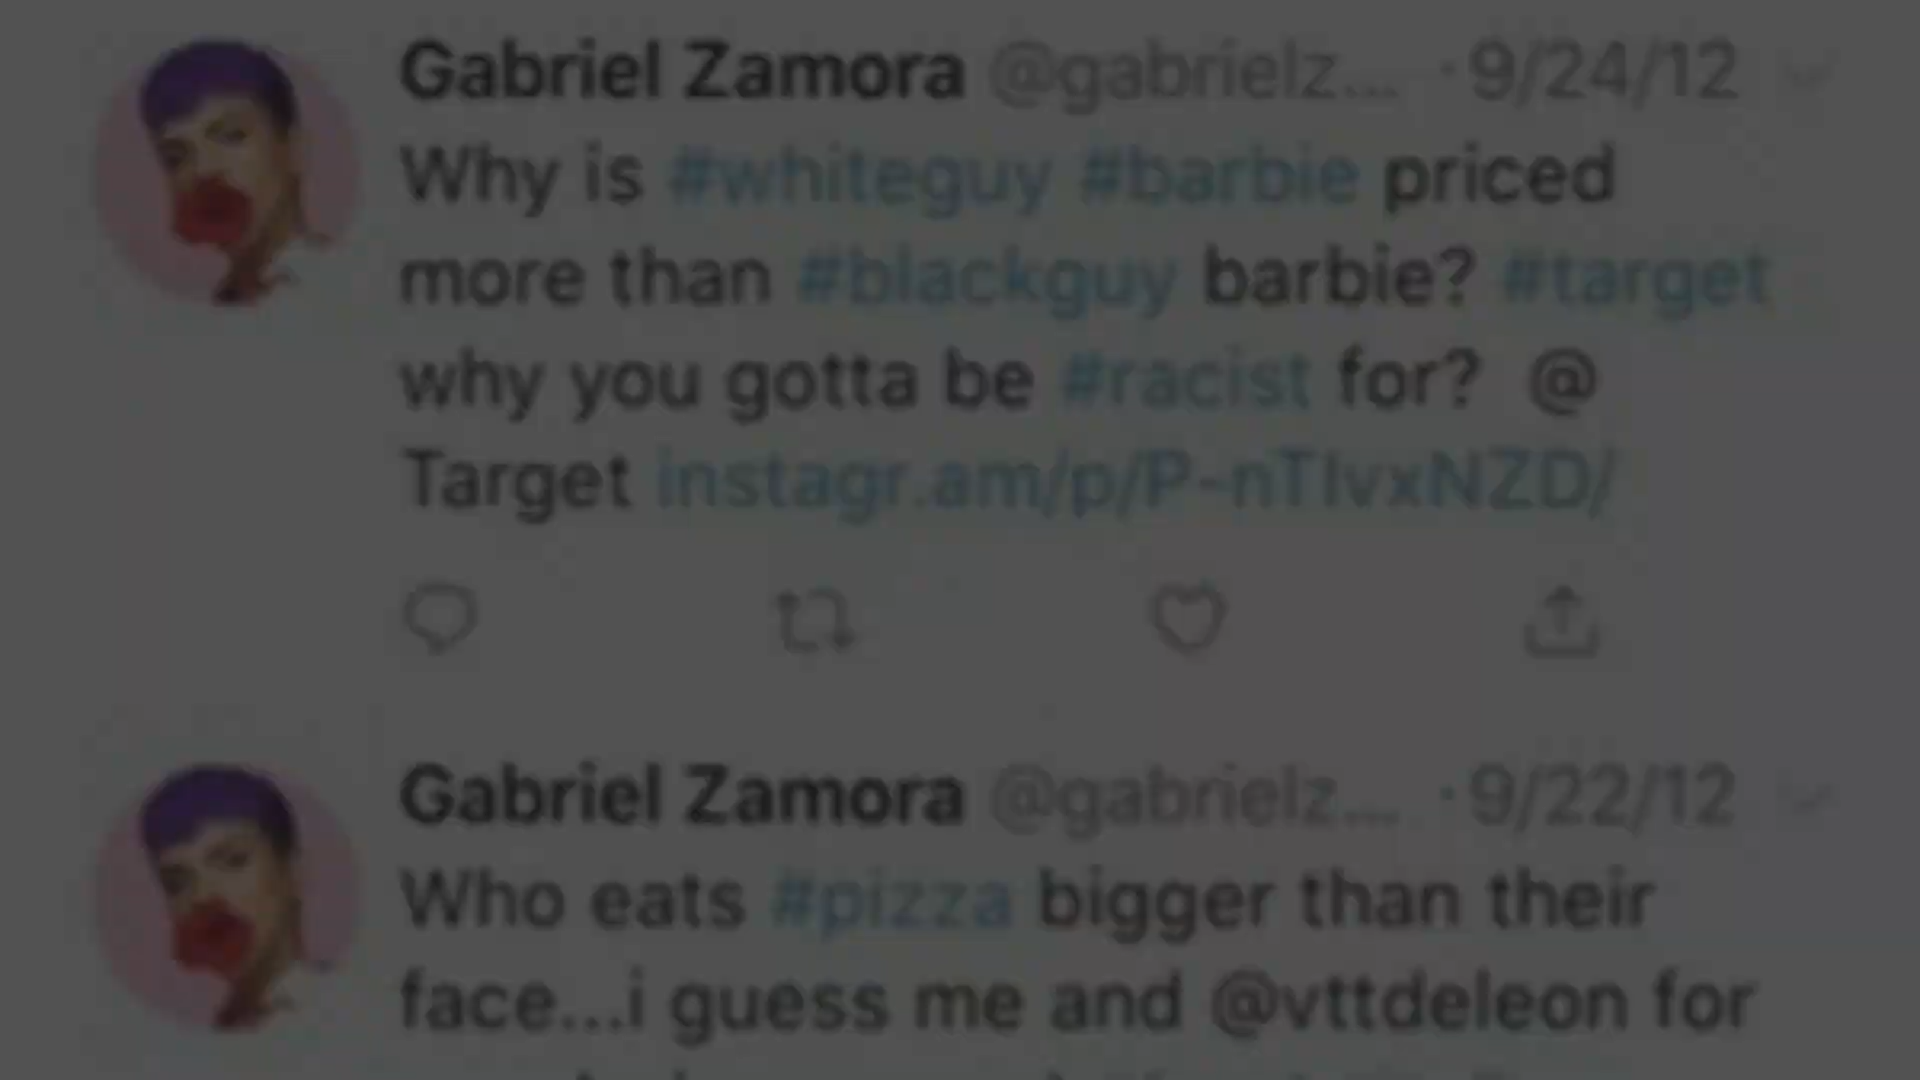 Gabriel Zamora @gabrielz... · 9/24/12
Why is #whiteguy #barbie priced
more than #blackguy barbie? #target
why you gotta be #racist for? @
Target instagr.am/p/P-nTIvxNZD/
Gabriel Zamora @gabrielz... · 9/22/12
Who eats #pizza bigger than their
face...i guess me and @vttdeleon for